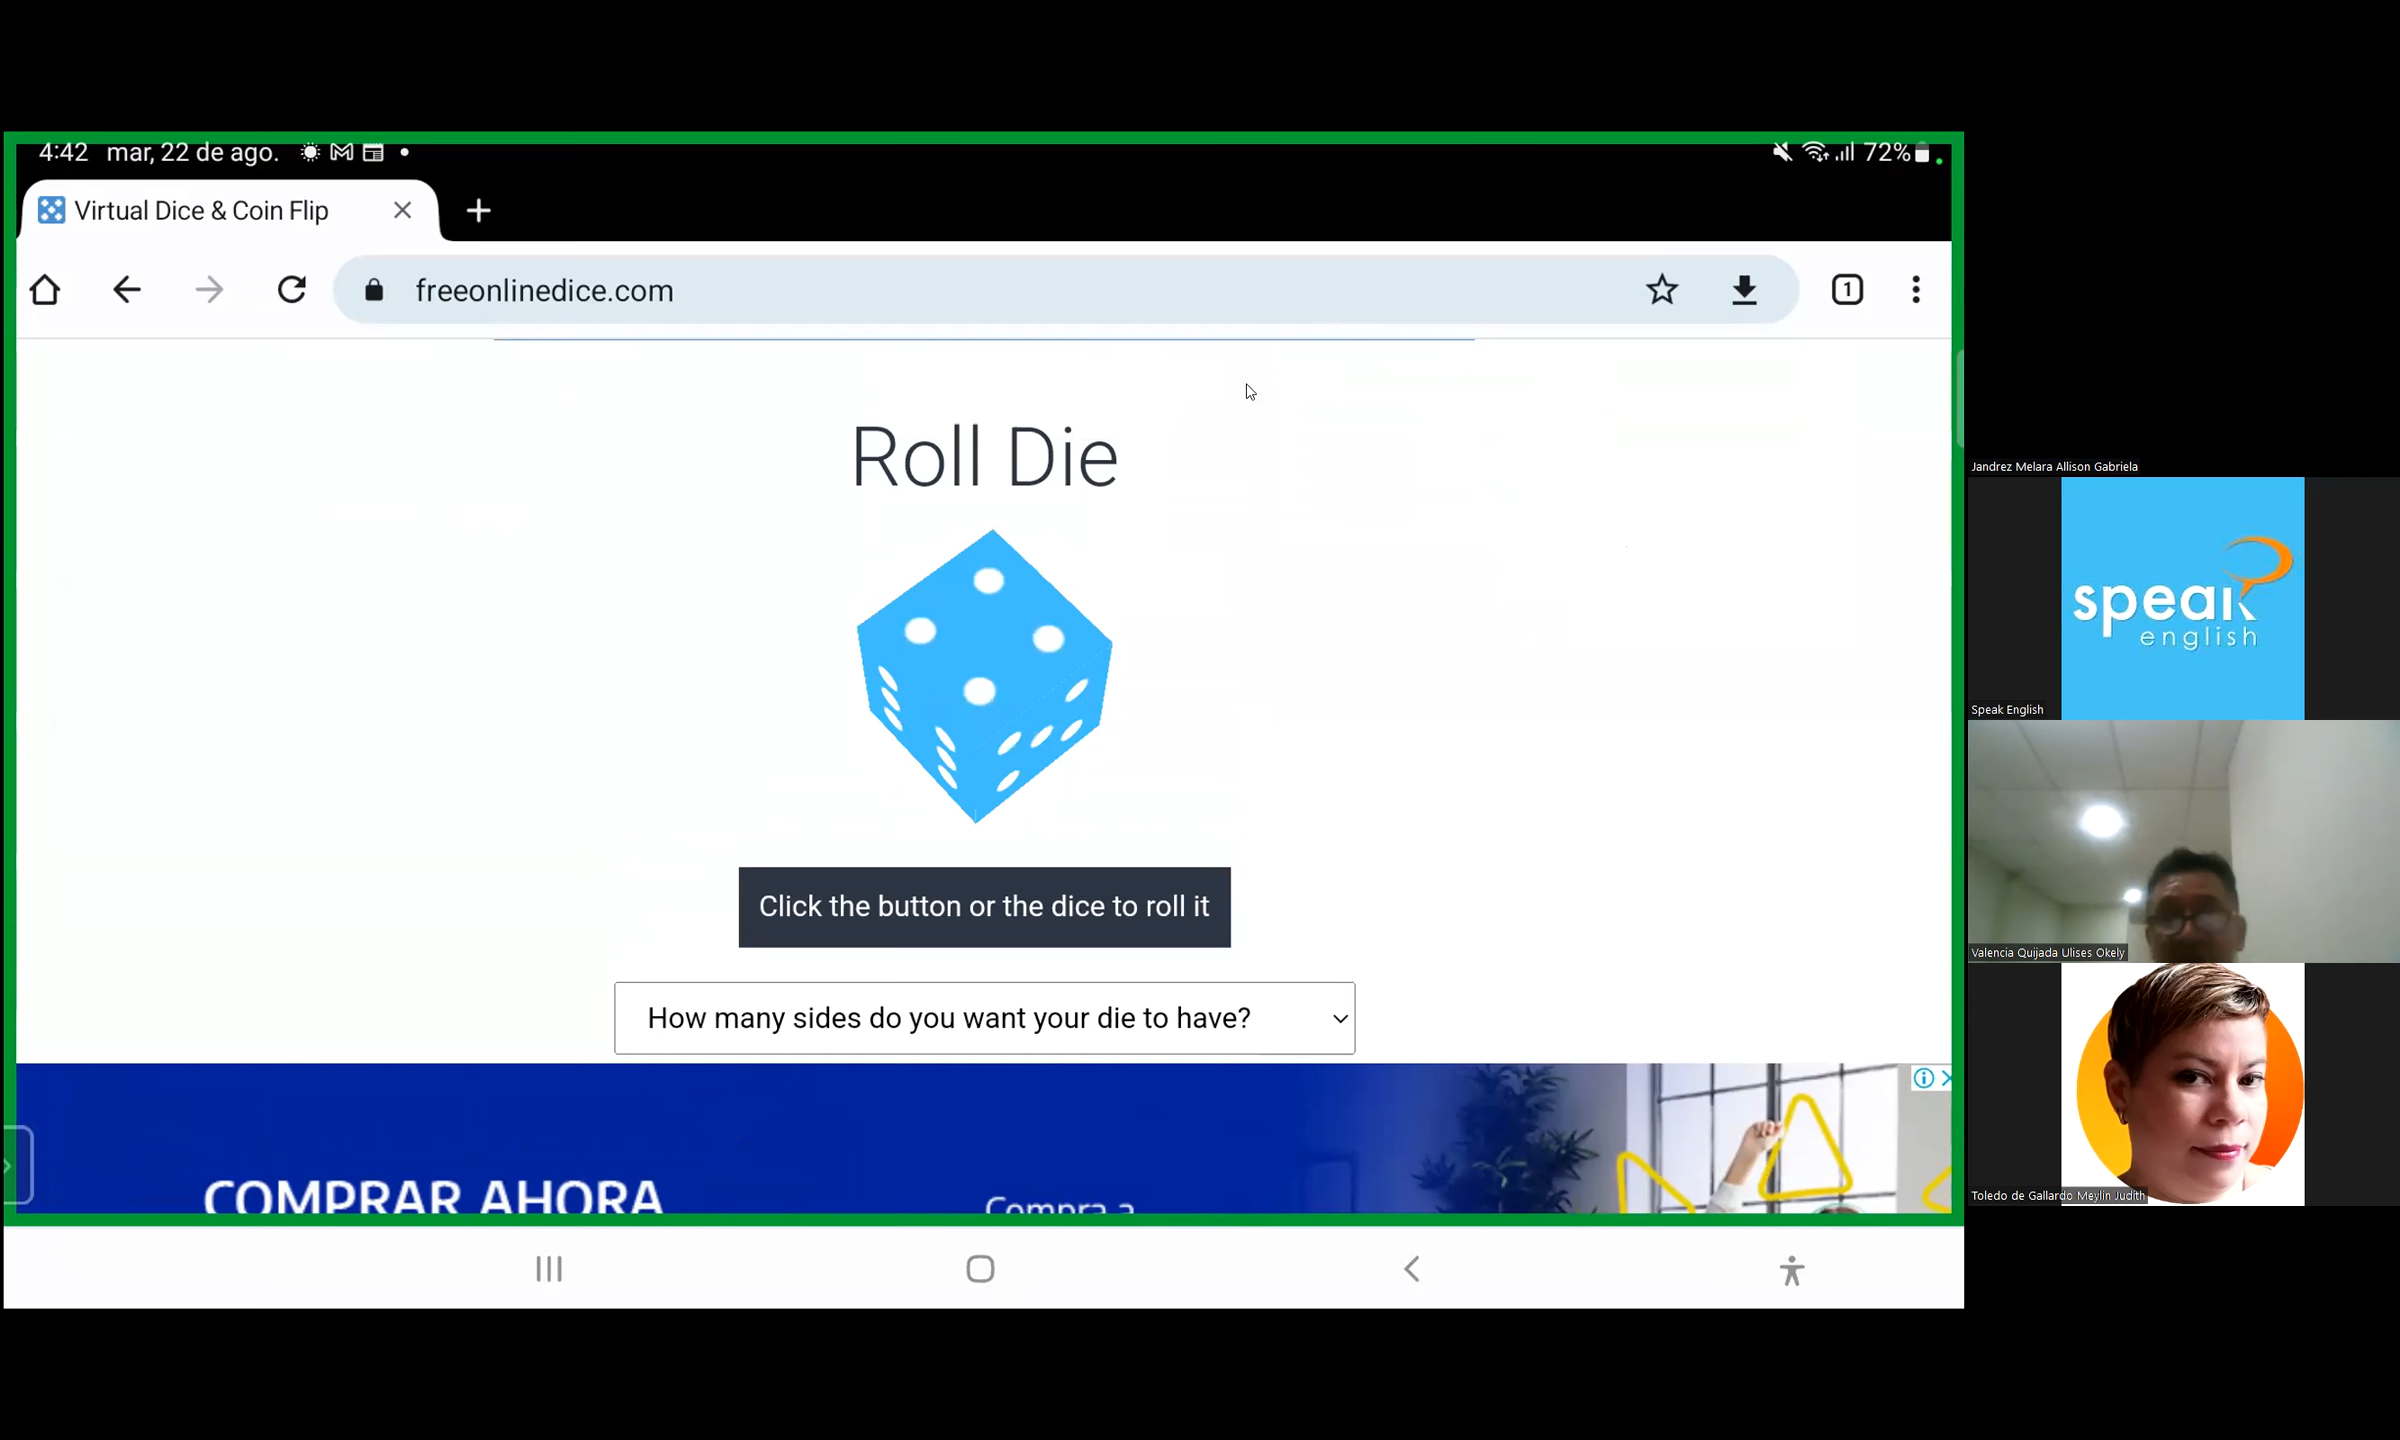 4:42 mar, 22 de ago.
72%
Virtual Dice & Coin Flip
freeonlinedice.com
1
Roll Die
Click the button or the dice to roll it
How many sides do you want your die to have?
COMPRAR AHORA
Compra a
Jandrez Melara Allison Gabriela
speak
english
Speak English
Valencia Quijada Ulises Okely
Toledo de Gallardo Meylin Judith